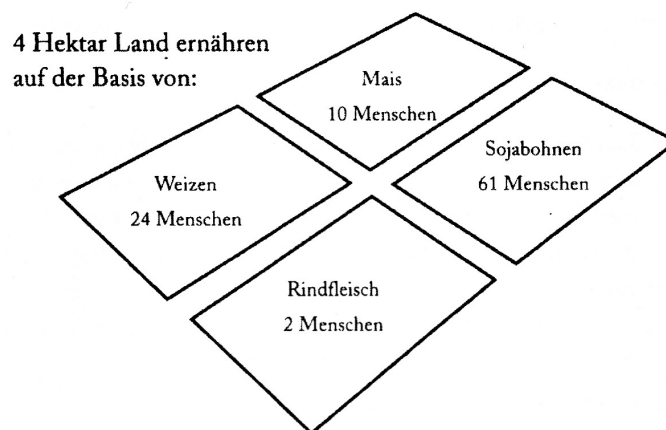 4 Hektar Land ernähren
auf der Basis von:
Mais
10 Menschen
Sojabohnen
61 Menschen
Weizen
24 Menschen
Rindfleisch
2 Menschen